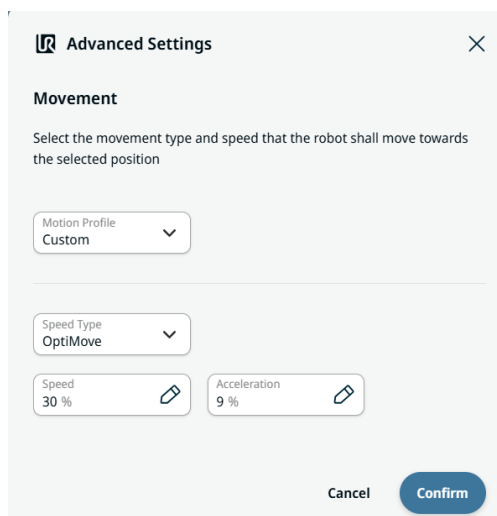 UR Advanced Settings
Movement
Select the movement type and speed that the robot shall move towards
the selected position
Motion Profile
Custom
Speed Type
OptiMove
Speed
30 %
Acceleration
9 %
Cancel
Confirm